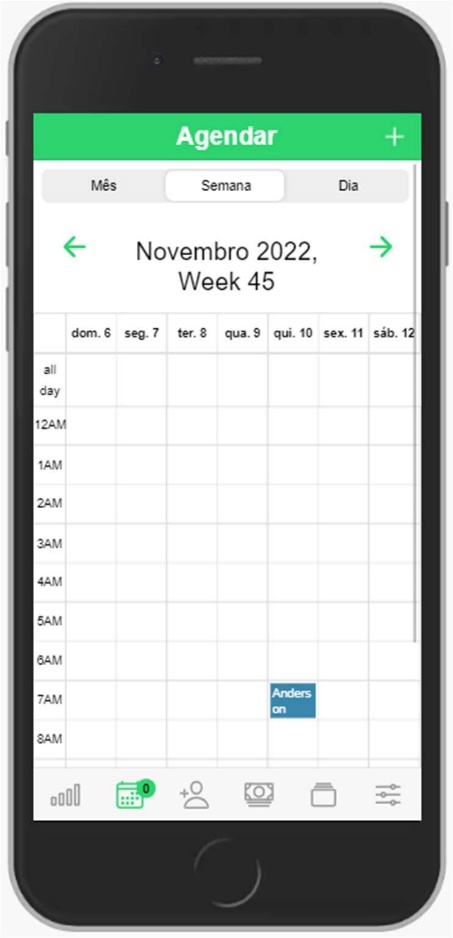 Agendar +
Mês Semana Dia
Novembro 2022,
Week 45
dom. 6 seg. 7 ter. 8 qua. 9 qui. 10 sex. 11 sáb. 12
all
day
12AM
1AM
2AM
3AM
4AM
5AM
6AM
7AM
Anders
on
8AM
0